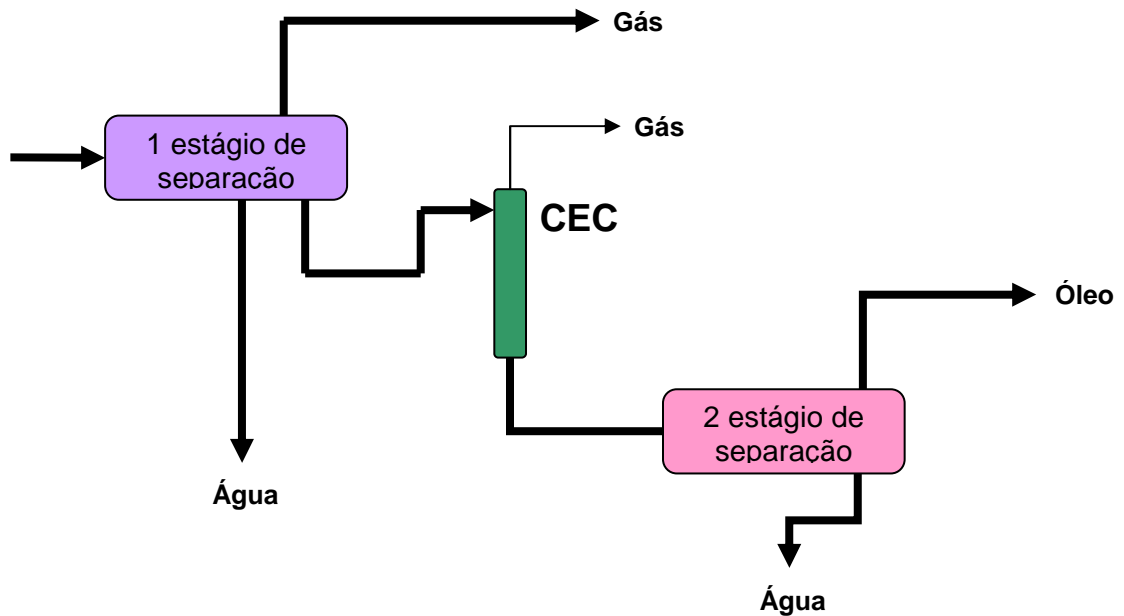 Gás
1 estágio de
separação
Gás
CEC
Óleo
2 estágio de
separação
Água
Água